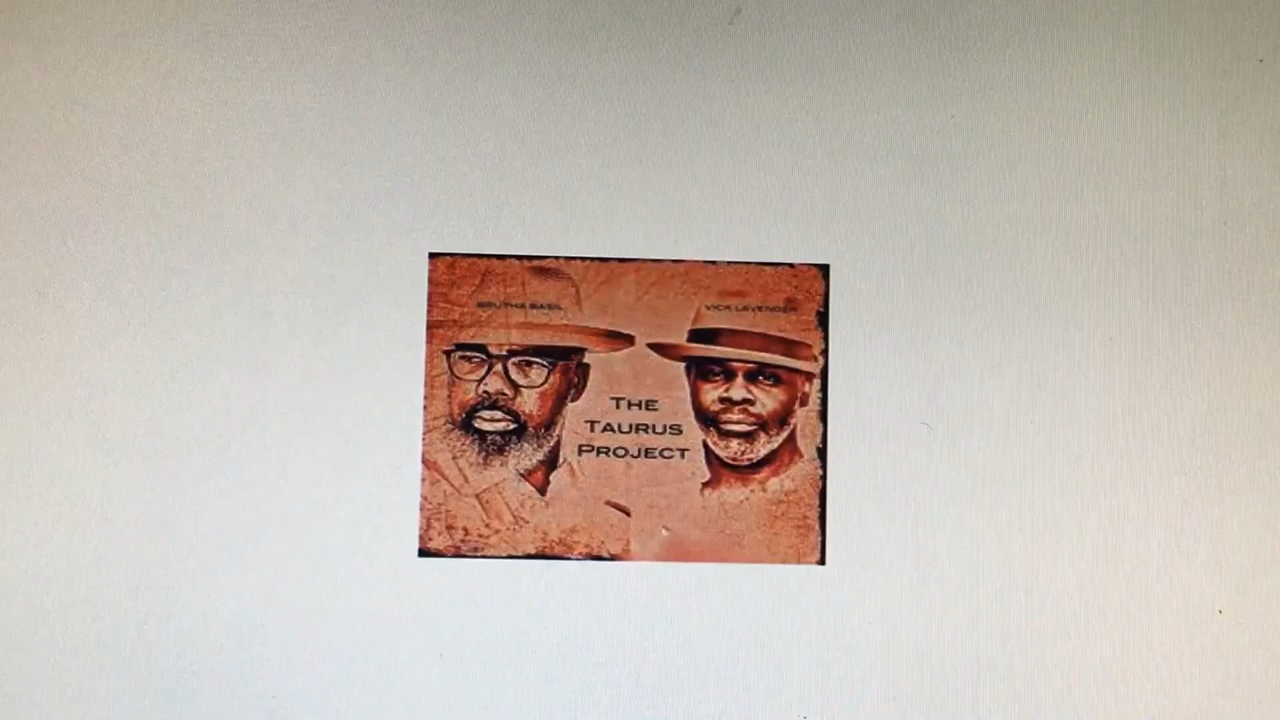 BRUTHA BASIL
VICK LAVENDER
THE
TAURUS
PROJECT